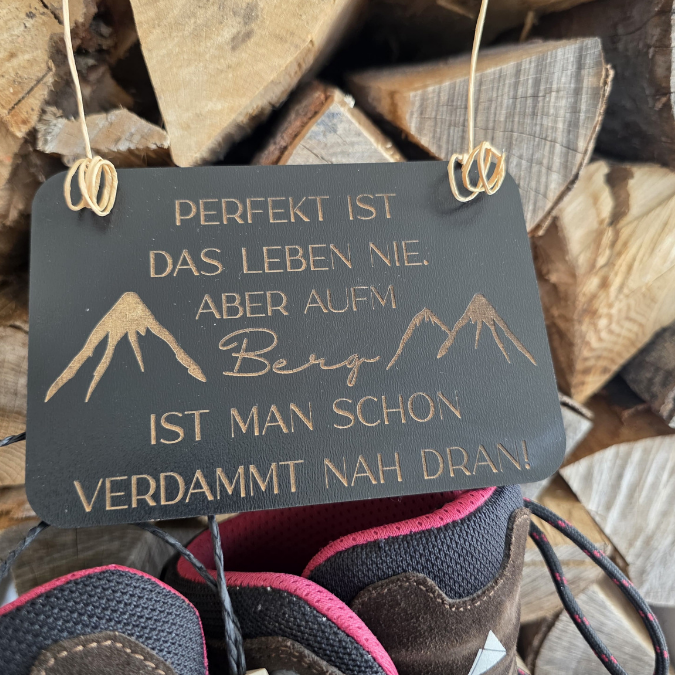 PERFEKT IST
DAS LEBEN NIE.
ABER AUFM
Berg
IST MAN SCHON
VERDAMMT NAH DRAN!